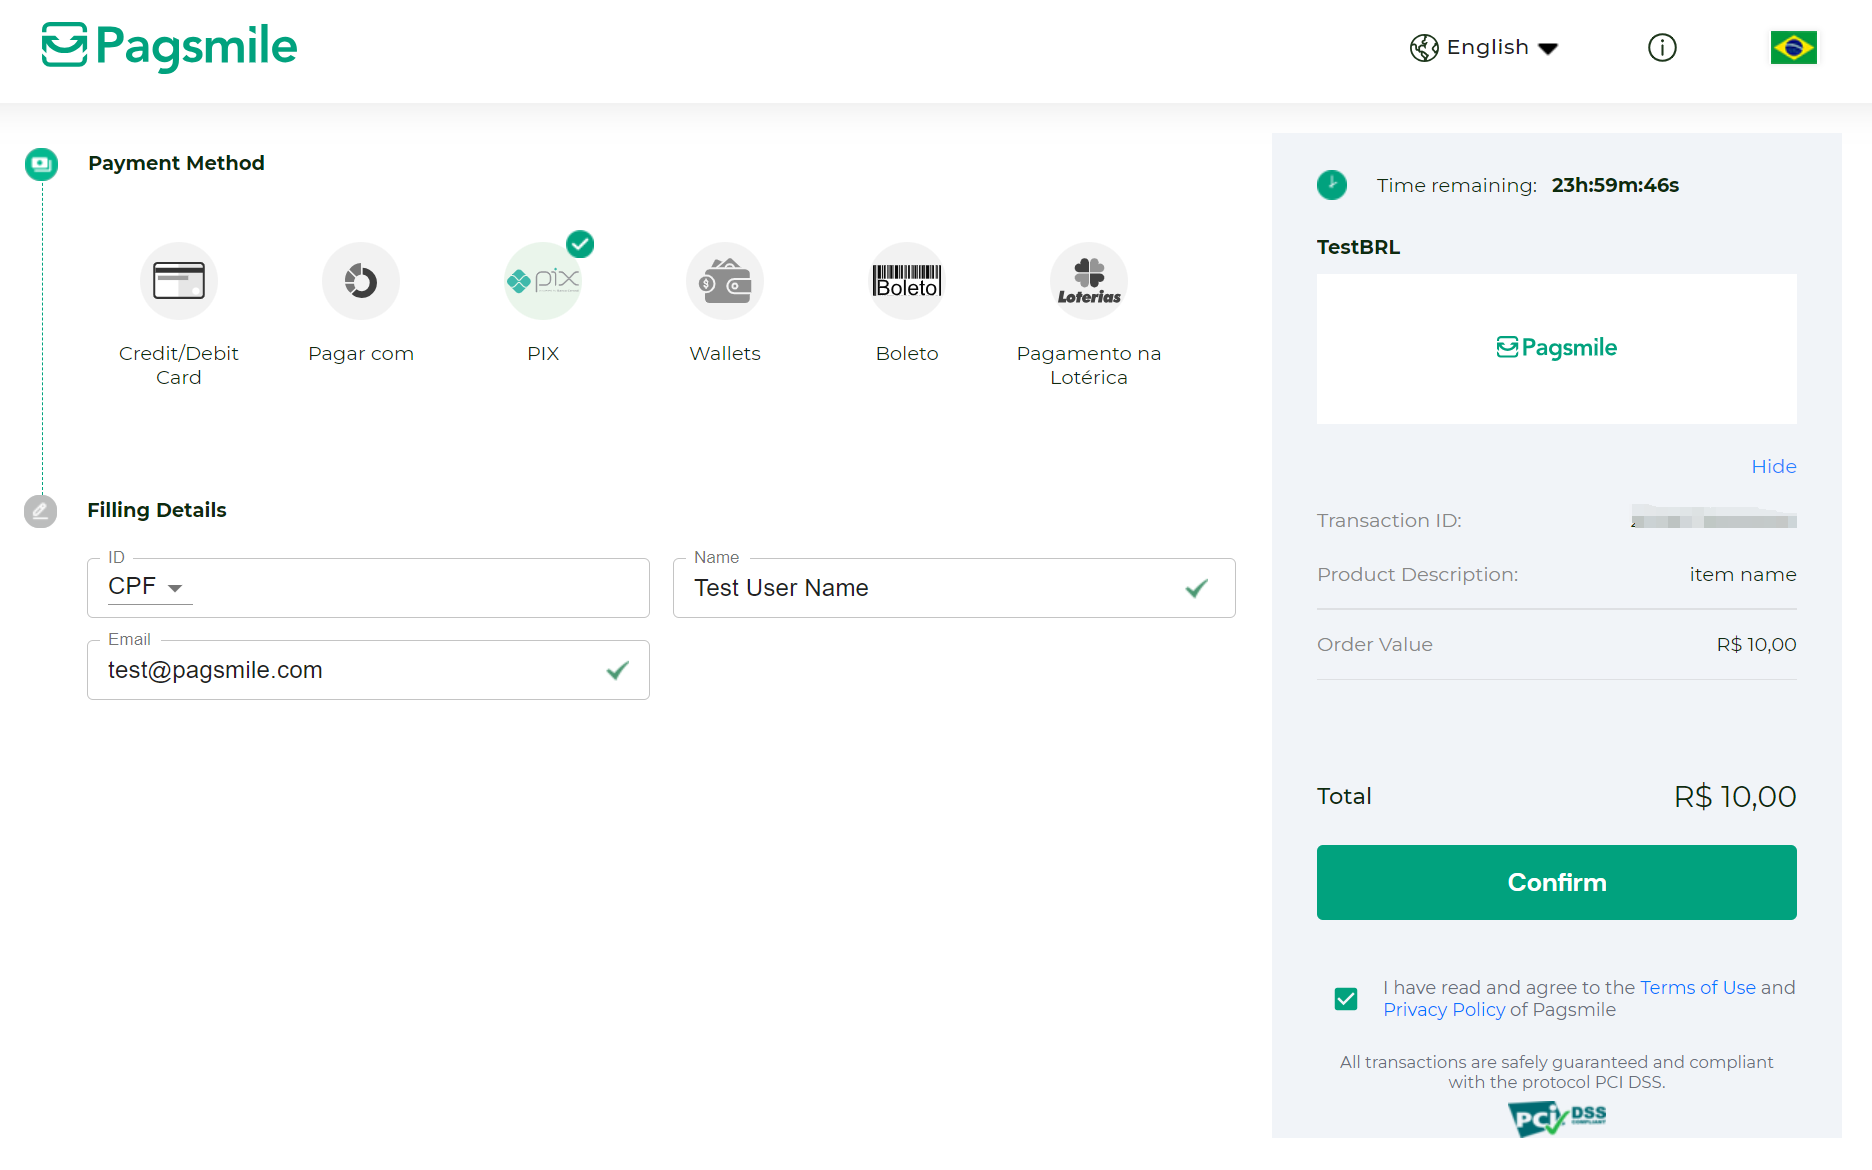 Pagsmile
English
Payment Method
pix
Boleto
Loterias
Credit/Debit
Card
Pagar com
PIX
Wallets
Boleto
Pagamento na
Lotérica
Filling Details
ID
CPF
Name
Test User Name
Email
test@pagsmile.com
Time remaining: 23h:59m:46s
TestBRL
Pagsmile
Hide
Transaction ID:
Product Description: item name
Order Value R$ 10,00
Total R$ 10,00
Confirm
I have read and agree to the Terms of Use and
Privacy Policy of Pagsmile
All transactions are safely guaranteed and compliant
with the protocol PCI DSS.
PCI DSS
COMPLIANT